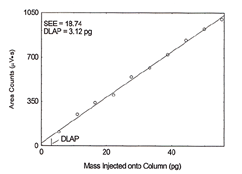 1050
SEE = 18.74
DLAP = 3.12 pg
700
350
0
Area Counts (μV*s)
DLAP
0
20
40
Mass Injected onto Column (pg)